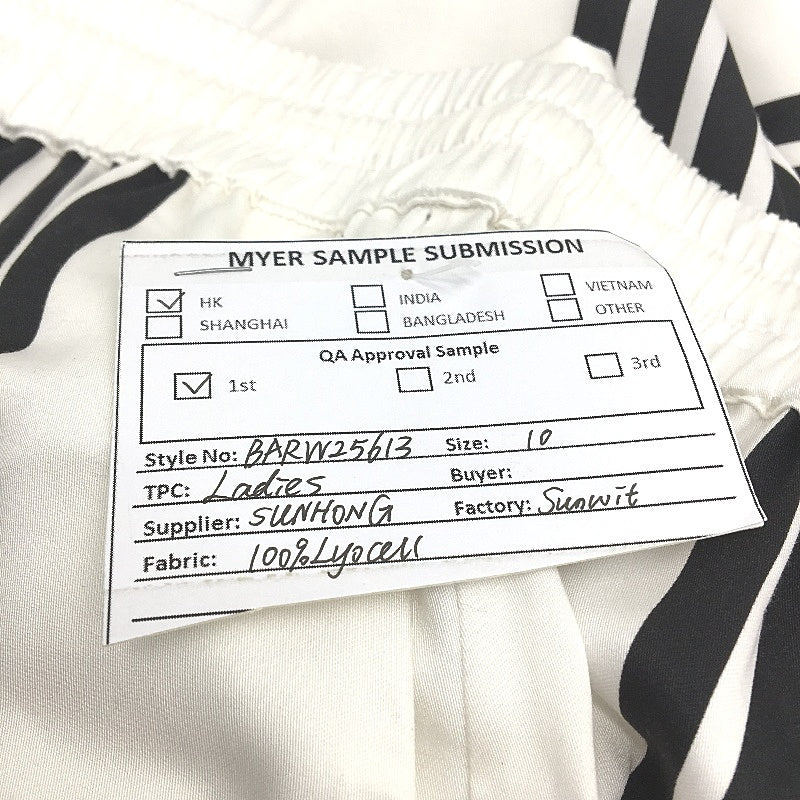 MYER SAMPLE SUBMISSION
HK INDIA VIETNAM
SHANGHAI BANGLADESH OTHER
QA Approval Sample
1st 2nd 3rd
Style No: BARW25613 Size: 10
TPC: Ladies Buyer:
Supplier: SUNHONG Factory: Sunwit
Fabric: 100% Lyocell